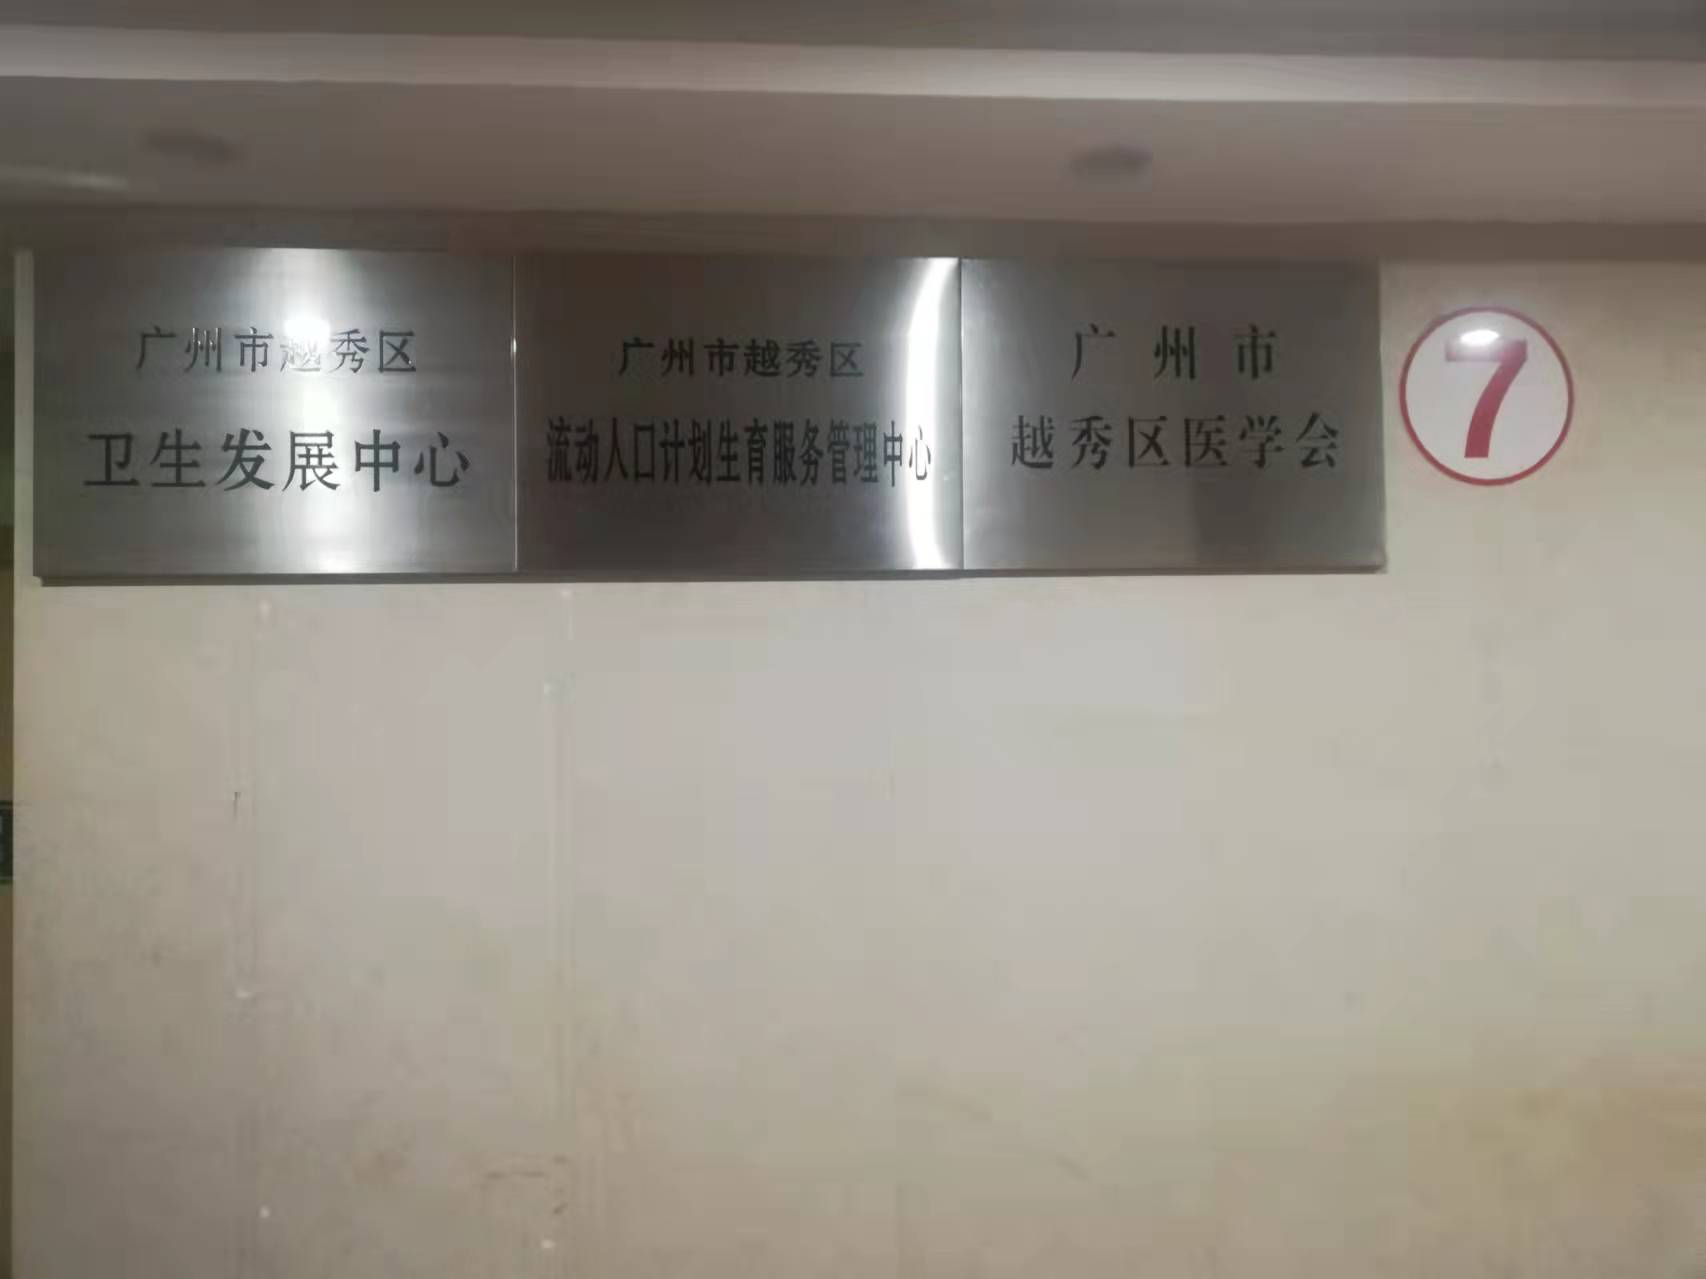 广州市越秀区
卫生发展中心
广州市越秀区
流动人口计划生育服务管理中心
广州市
越秀区医学会
7